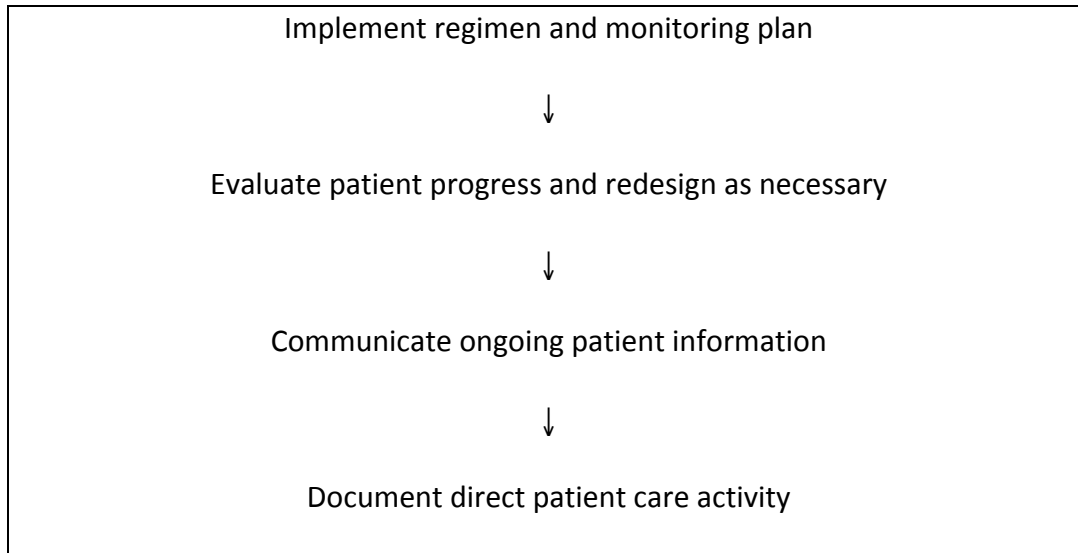 Implement regimen and monitoring plan
↓
Evaluate patient progress and redesign as necessary
↓
Communicate ongoing patient information
↓
Document direct patient care activity